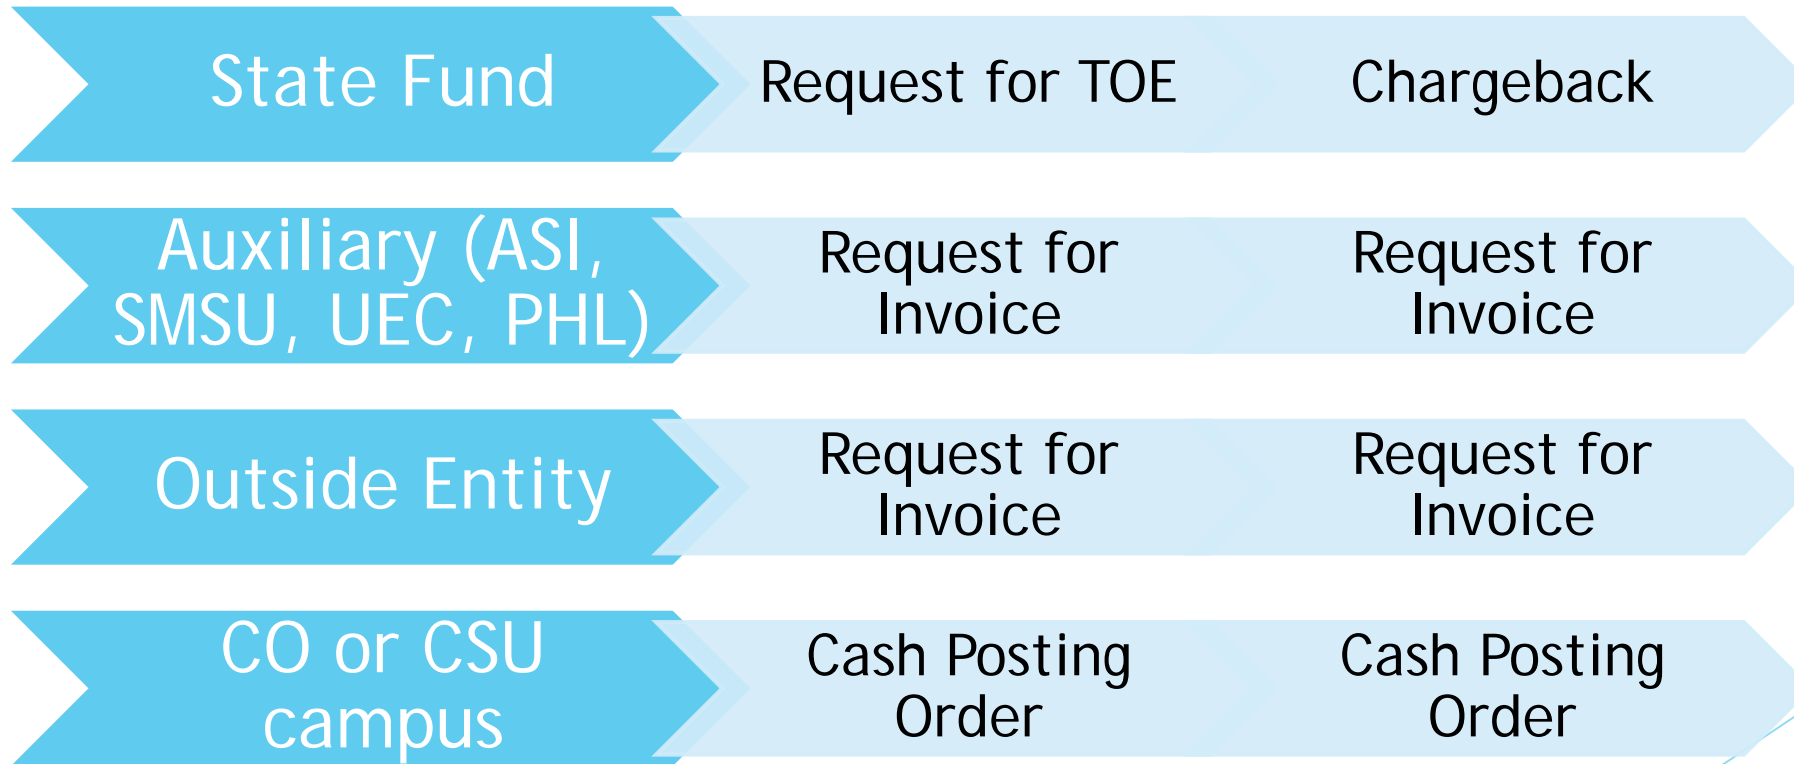 State Fund
Request for TOE
Chargeback
Auxiliary (ASI,
SMSU, UEC, PHL)
Request for
Invoice
Request for
Invoice
Outside Entity
Request for
Invoice
Request for
Invoice
CO or CSU
campus
Cash Posting
Order
Cash Posting
Order